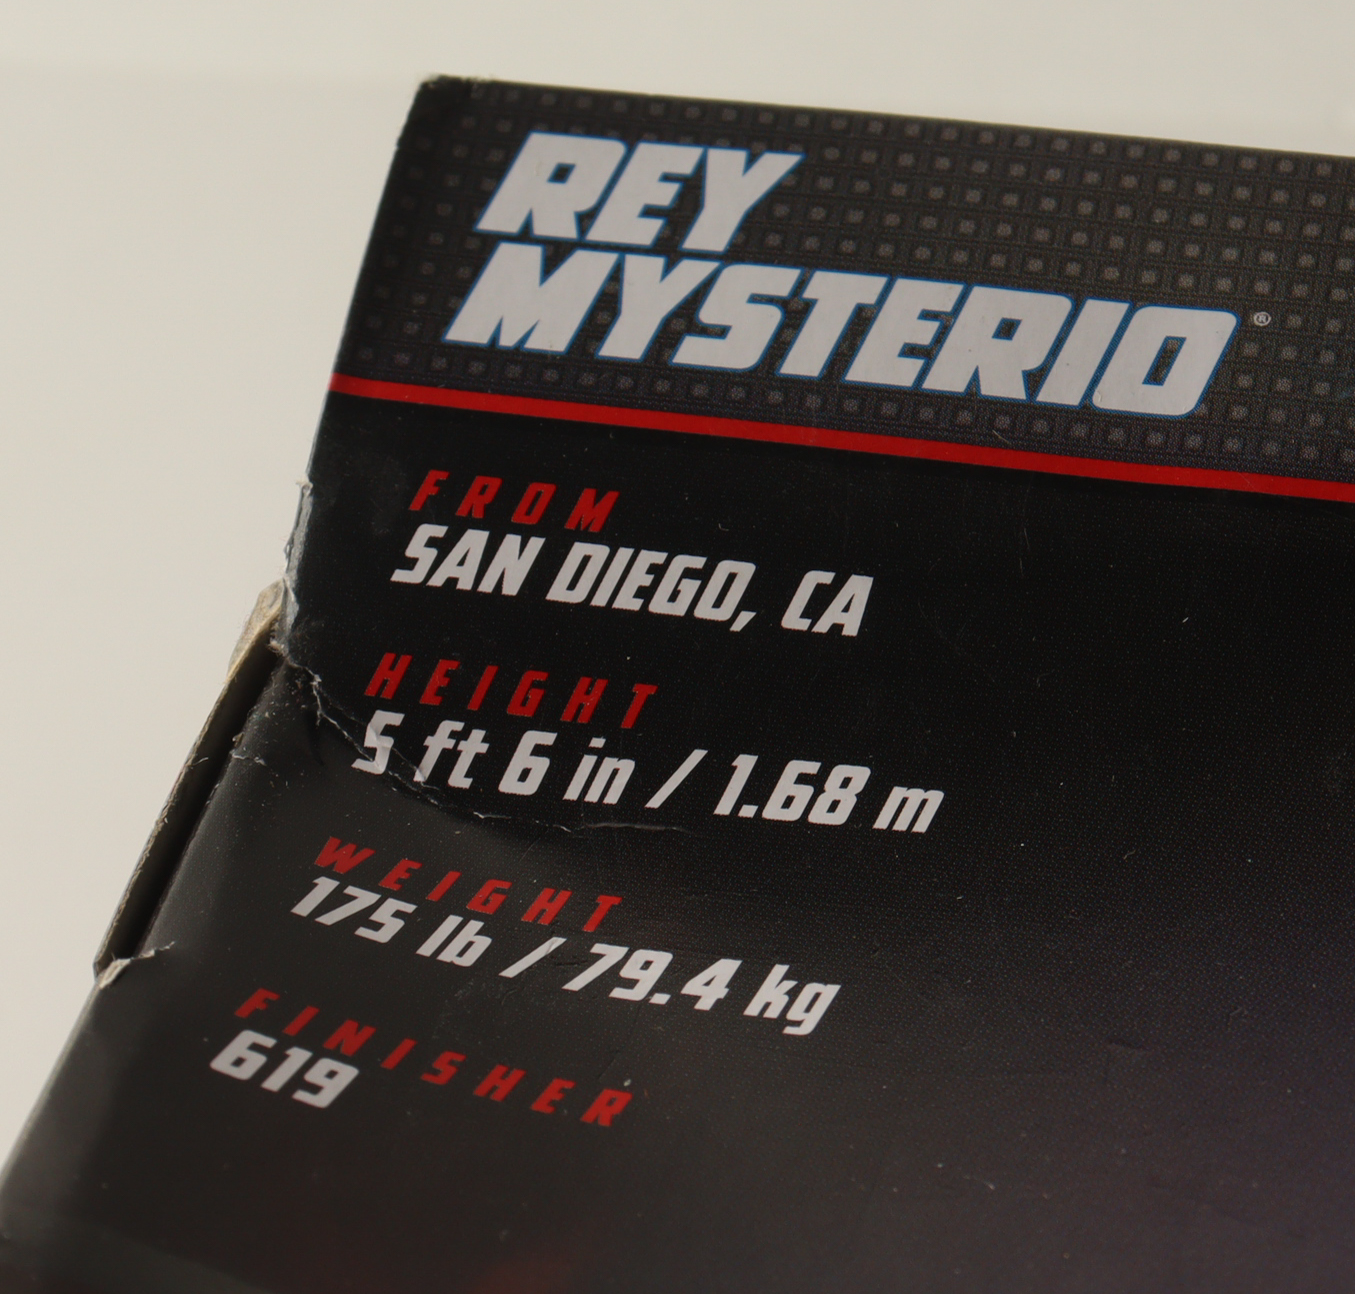 REY
MYSTERIO®
FROM
SAN DIEGO, CA
HEIGHT
5 ft 6 in / 1.68 m
WEIGHT
175 lb / 79.4 kg
FINISHER
619